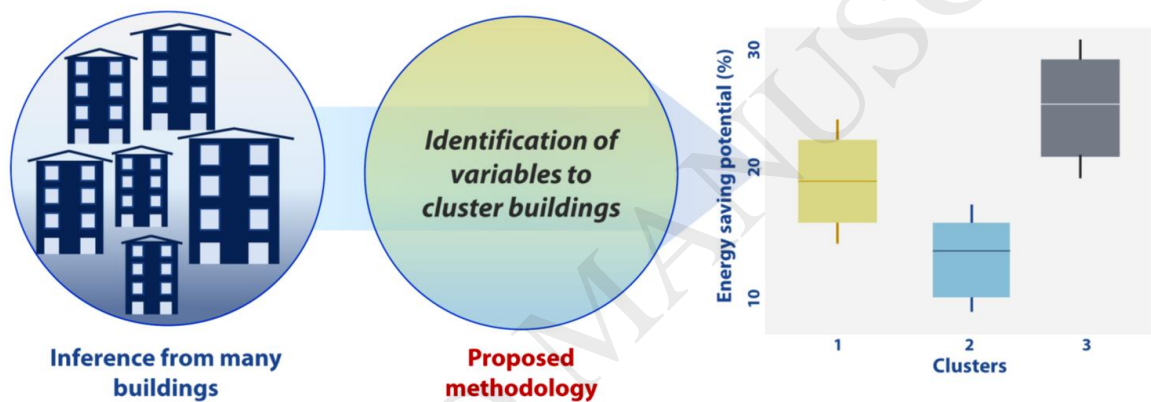 Inference from many
buildings
Identification of
variables to
cluster buildings
Proposed
methodology
Energy saving potential (%)
30
20
10
1
2
3
Clusters
MANUSC